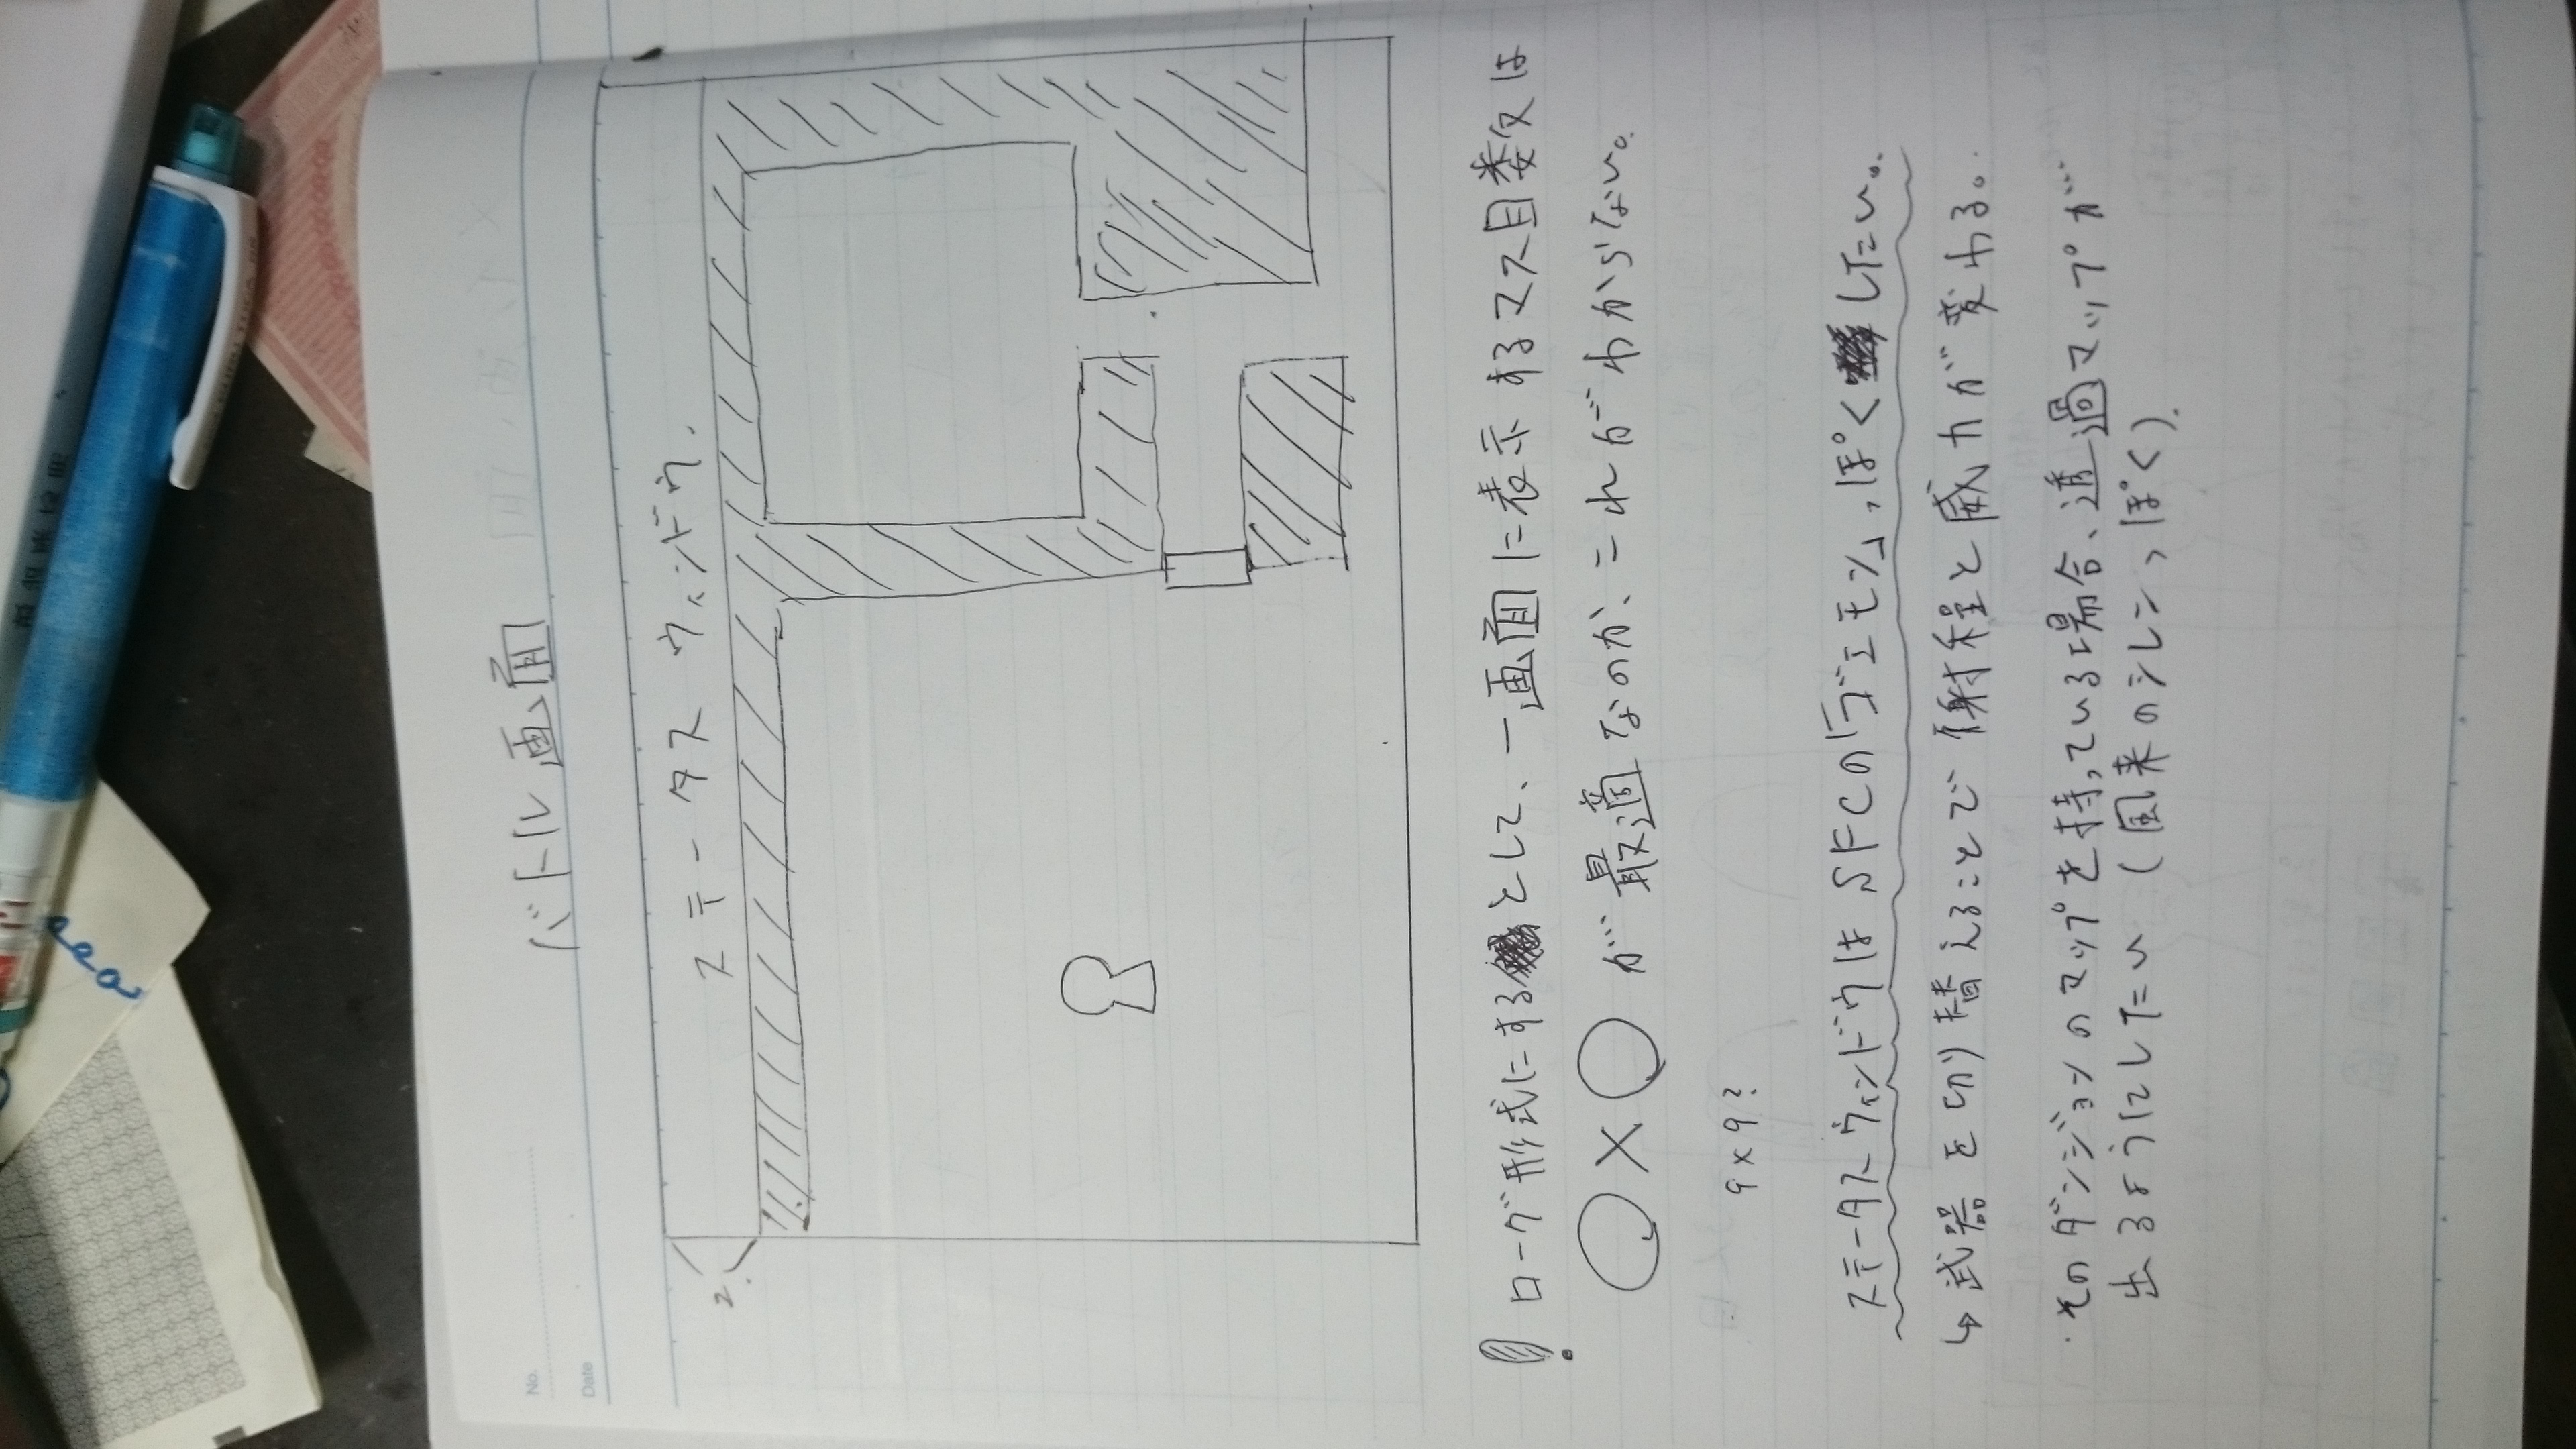 No.
Date
バトル画面
ステータス ウィンドウ.
2.
! ローグ形式にするとして、一画面に表示するマス目数は
○×○が最適なのか、これがわからない。
9×9?
ステータスウィンドウはSFCの「ゴエモン」っぽくしたい。
↳武器を切り替えることで射程と威力が変わる。
・そのダンジョンのマップを持っている場合、透過マップが
出るようにしたい(風来のシレンっぽく).